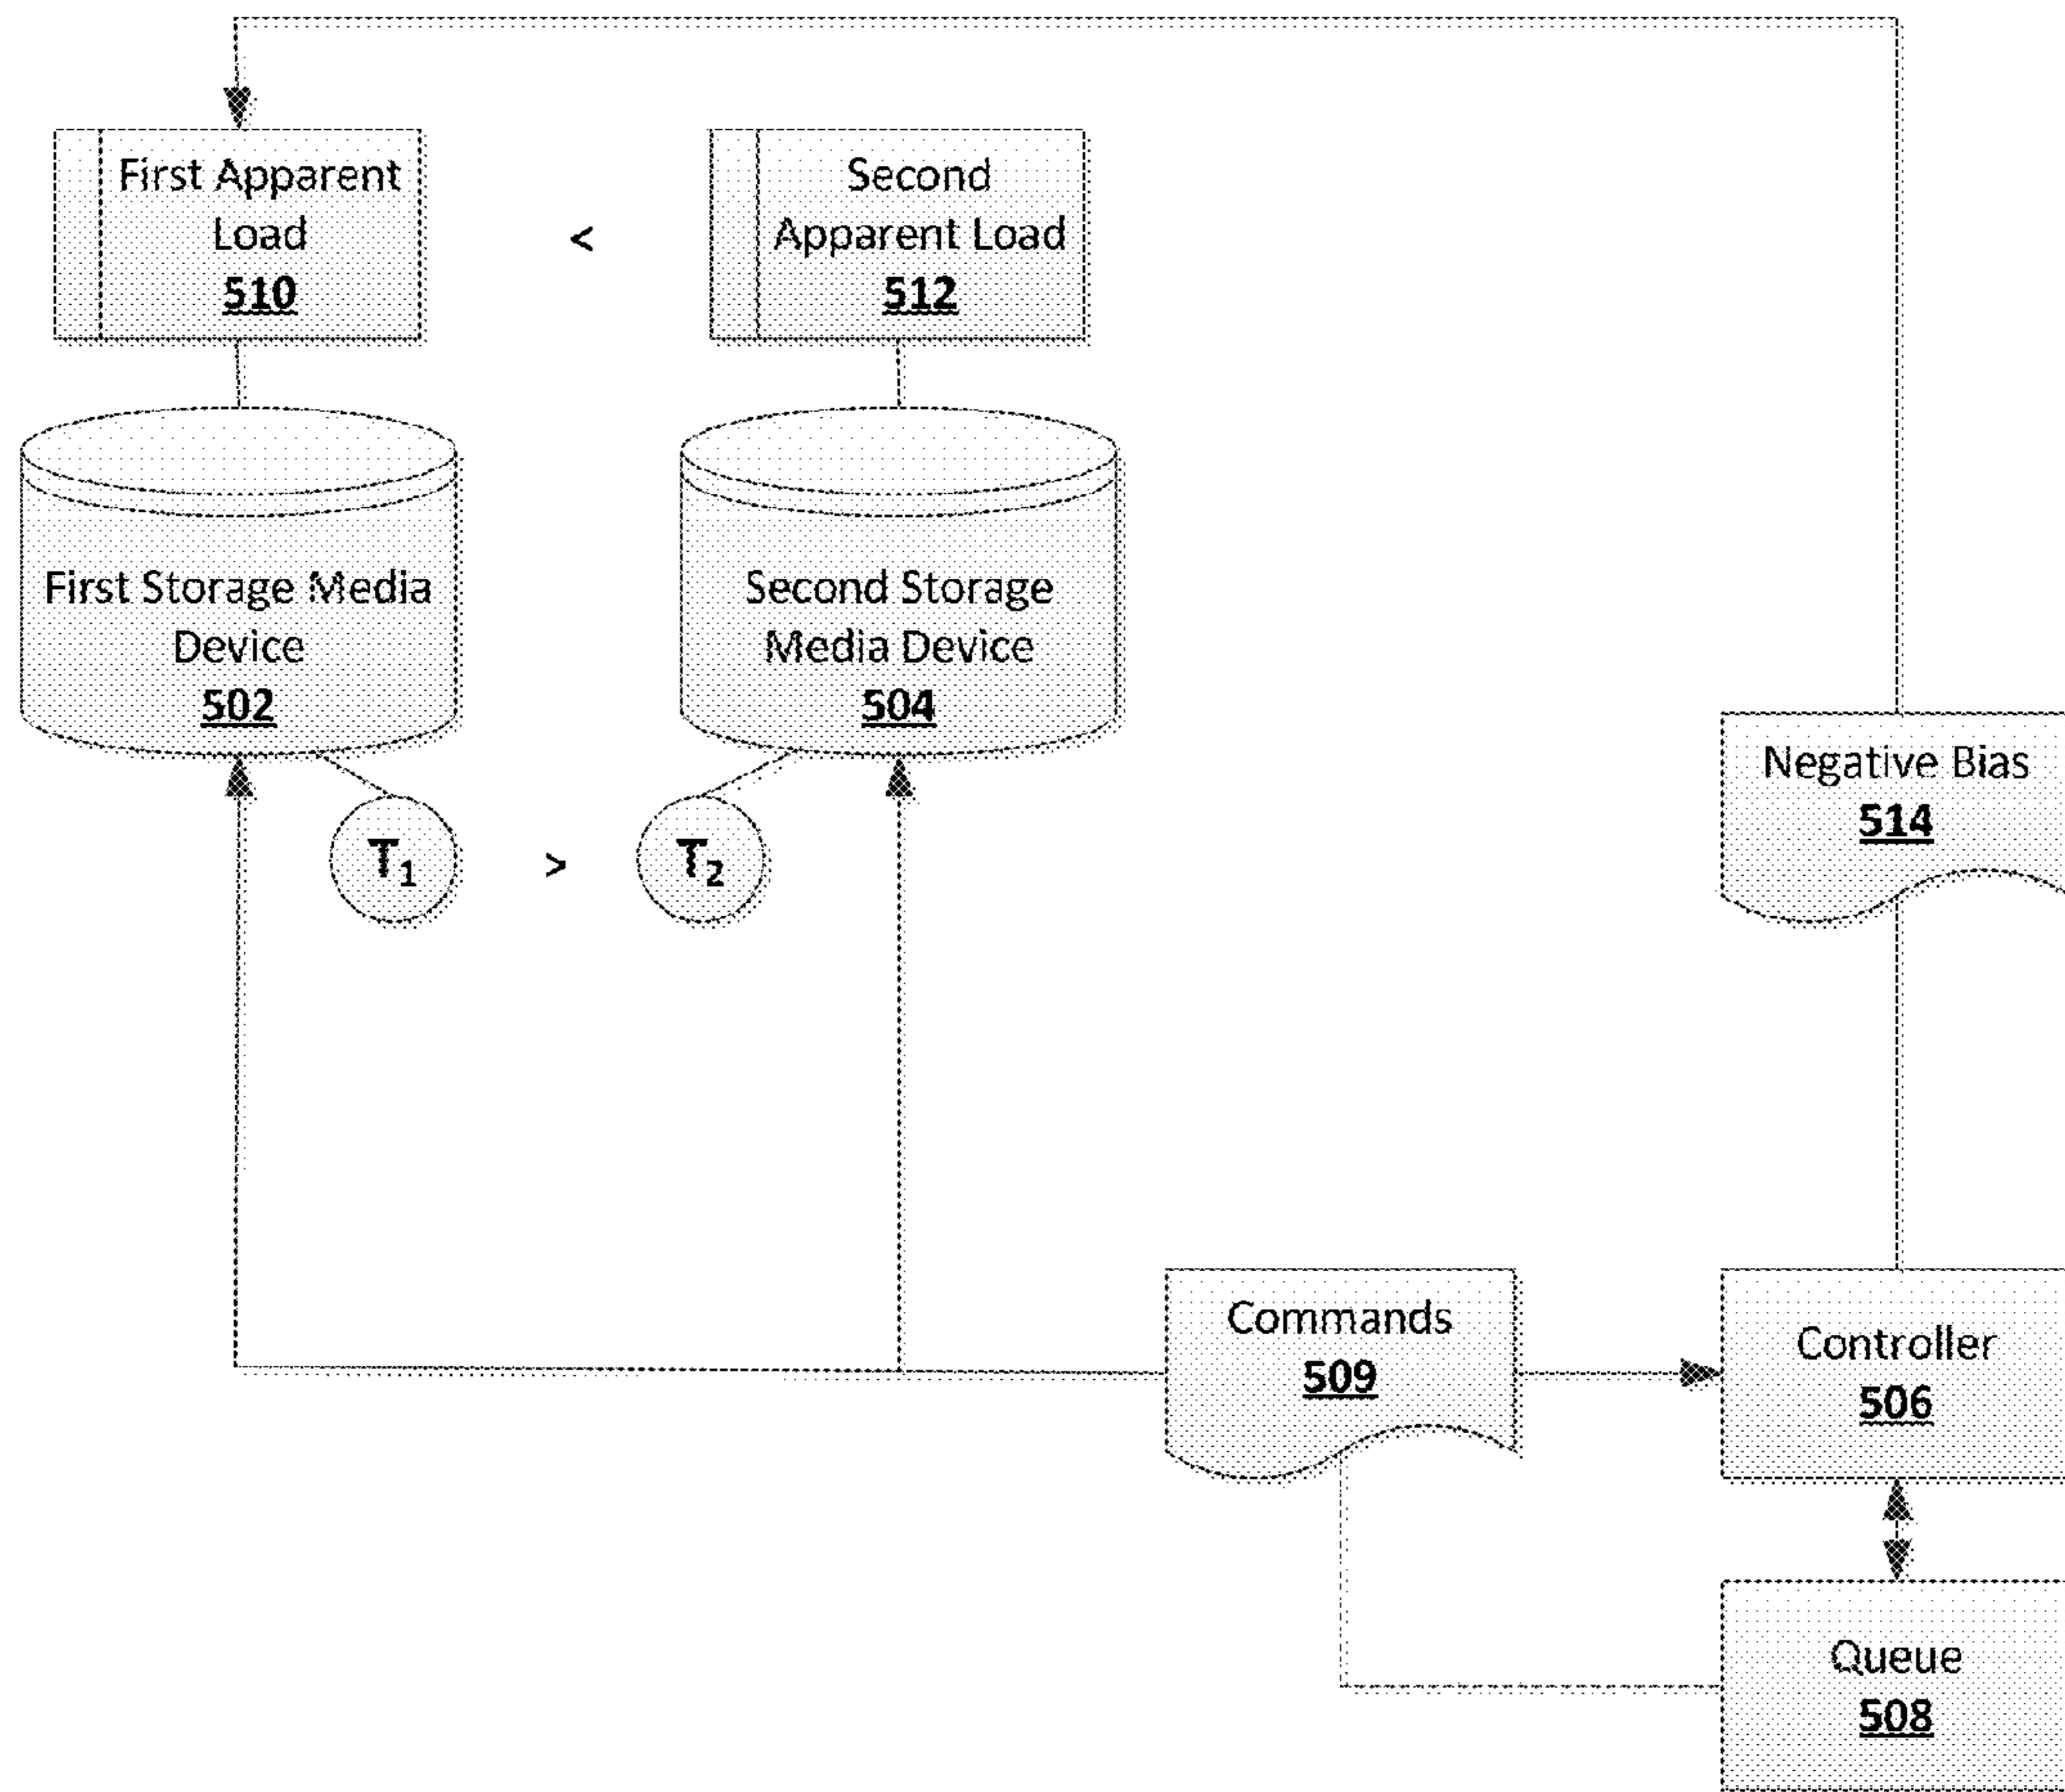 First Apparent
Load
510
<
Second
Apparent Load
512
First Storage Media
Device
502
Second Storage
Media Device
504
T₁
>
T₂
Negative Bias
514
Commands
509
Controller
506
Queue
508